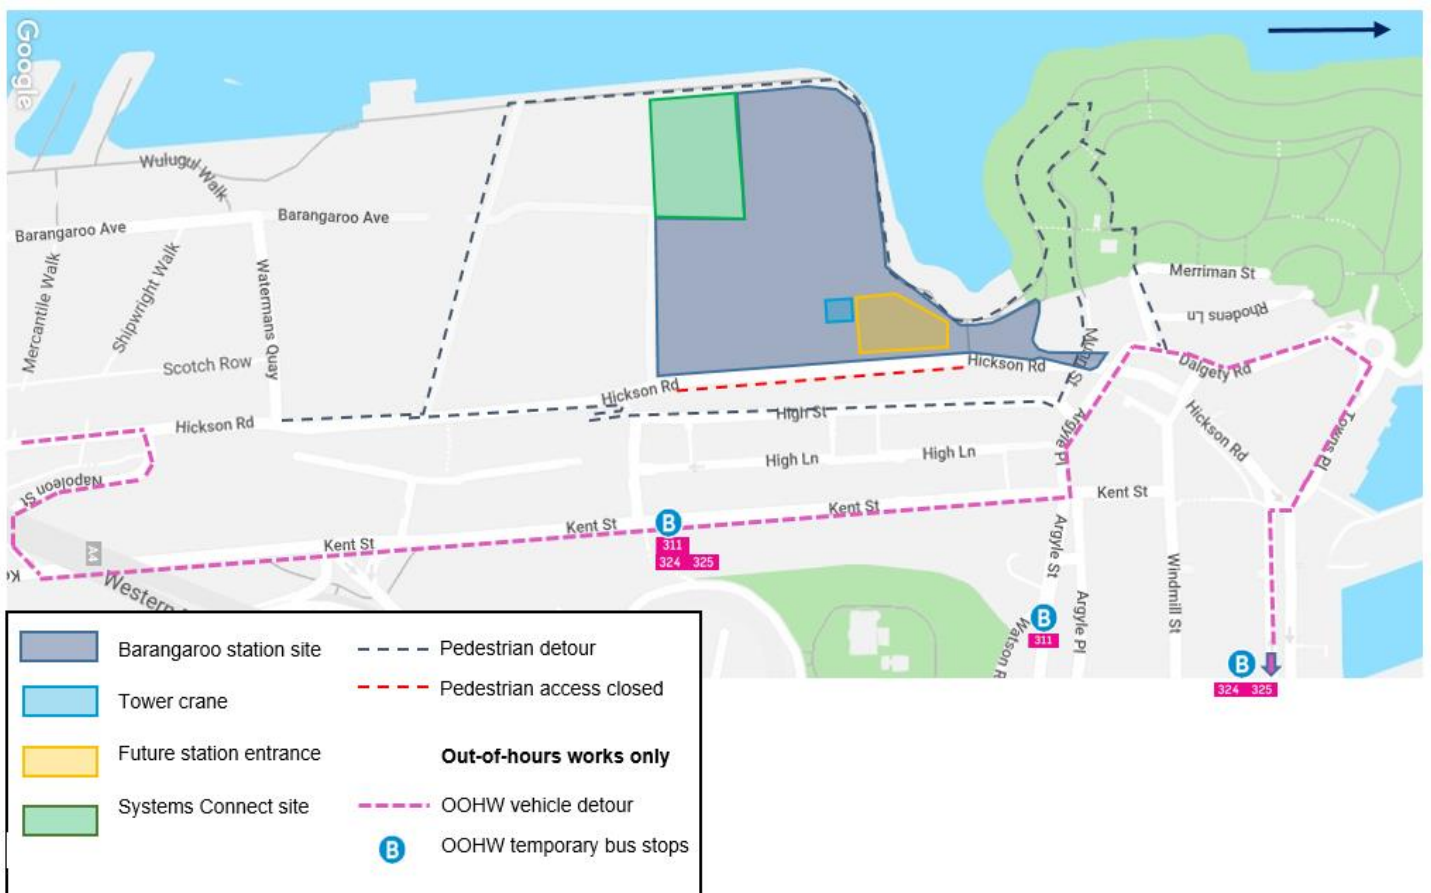 Google
Wulugul Walk
Barangaroo Ave
Barangaroo Ave
Mercantile Walk
Shipwright Walk
Watermans Quay
Scotch Row
Hickson Rd
Hickson Rd
Hickson Rd
Napoleon St
High St
High Ln
High Ln
Kent St
Kent St
Kent St
Kent St
A4
Western
Munn St
Argyle Pl
Merriman St
Rhodens Ln
Dalgety Rd
Hickson Rd
Towns Pl
Argyle St
Argyle Pl
Windmill St
Watson R
B
311
324 325
B
311
B
324 325
Barangaroo station site
Tower crane
Future station entrance
Systems Connect site
Pedestrian detour
Pedestrian access closed
Out-of-hours works only
OOHW vehicle detour
B
OOHW temporary bus stops